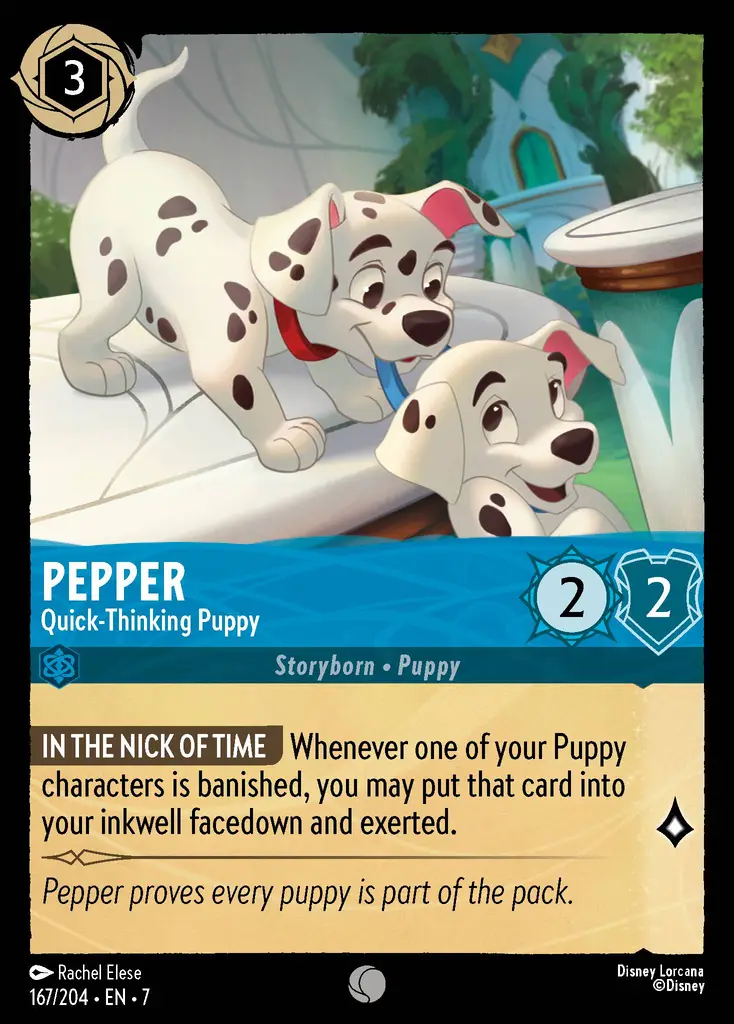 3
PEPPER
Quick-Thinking Puppy
2
2
Storyborn • Puppy
IN THE NICK OF TIME Whenever one of your Puppy
characters is banished, you may put that card into
your inkwell facedown and exerted.
Pepper proves every puppy is part of the pack.
Rachel Elese
167/204 • EN • 7
Disney Lorcana
©Disney